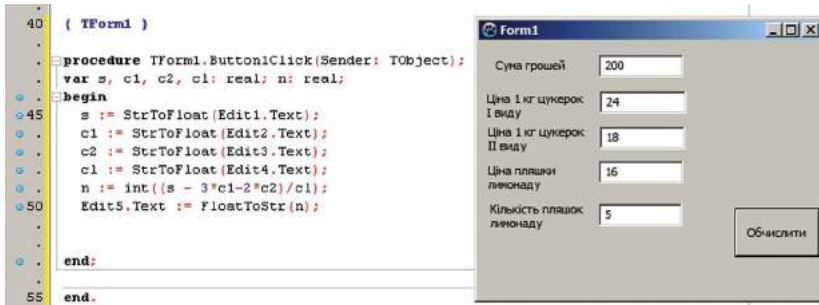 40 { TForm1 }
procedure TForm1.Button1Click(Sender: TObject);
var s, c1, c2, cl: real; n: real;
begin
45 s := StrToFloat(Edit1.Text);
c1 := StrToFloat(Edit2.Text);
c2 := StrToFloat(Edit3.Text);
cl := StrToFloat(Edit4.Text);
n := int((s - 3*c1-2*c2)/cl);
50 Edit5.Text := FloatToStr(n);
end;
55 end.
Form1
Сума грошей 200
Ціна 1 кг цукерок
І виду 24
Ціна 1 кг цукерок
ІІ виду 18
Ціна пляшки
лимонаду 16
Кількість пляшок
лимонаду 5
Обчислити